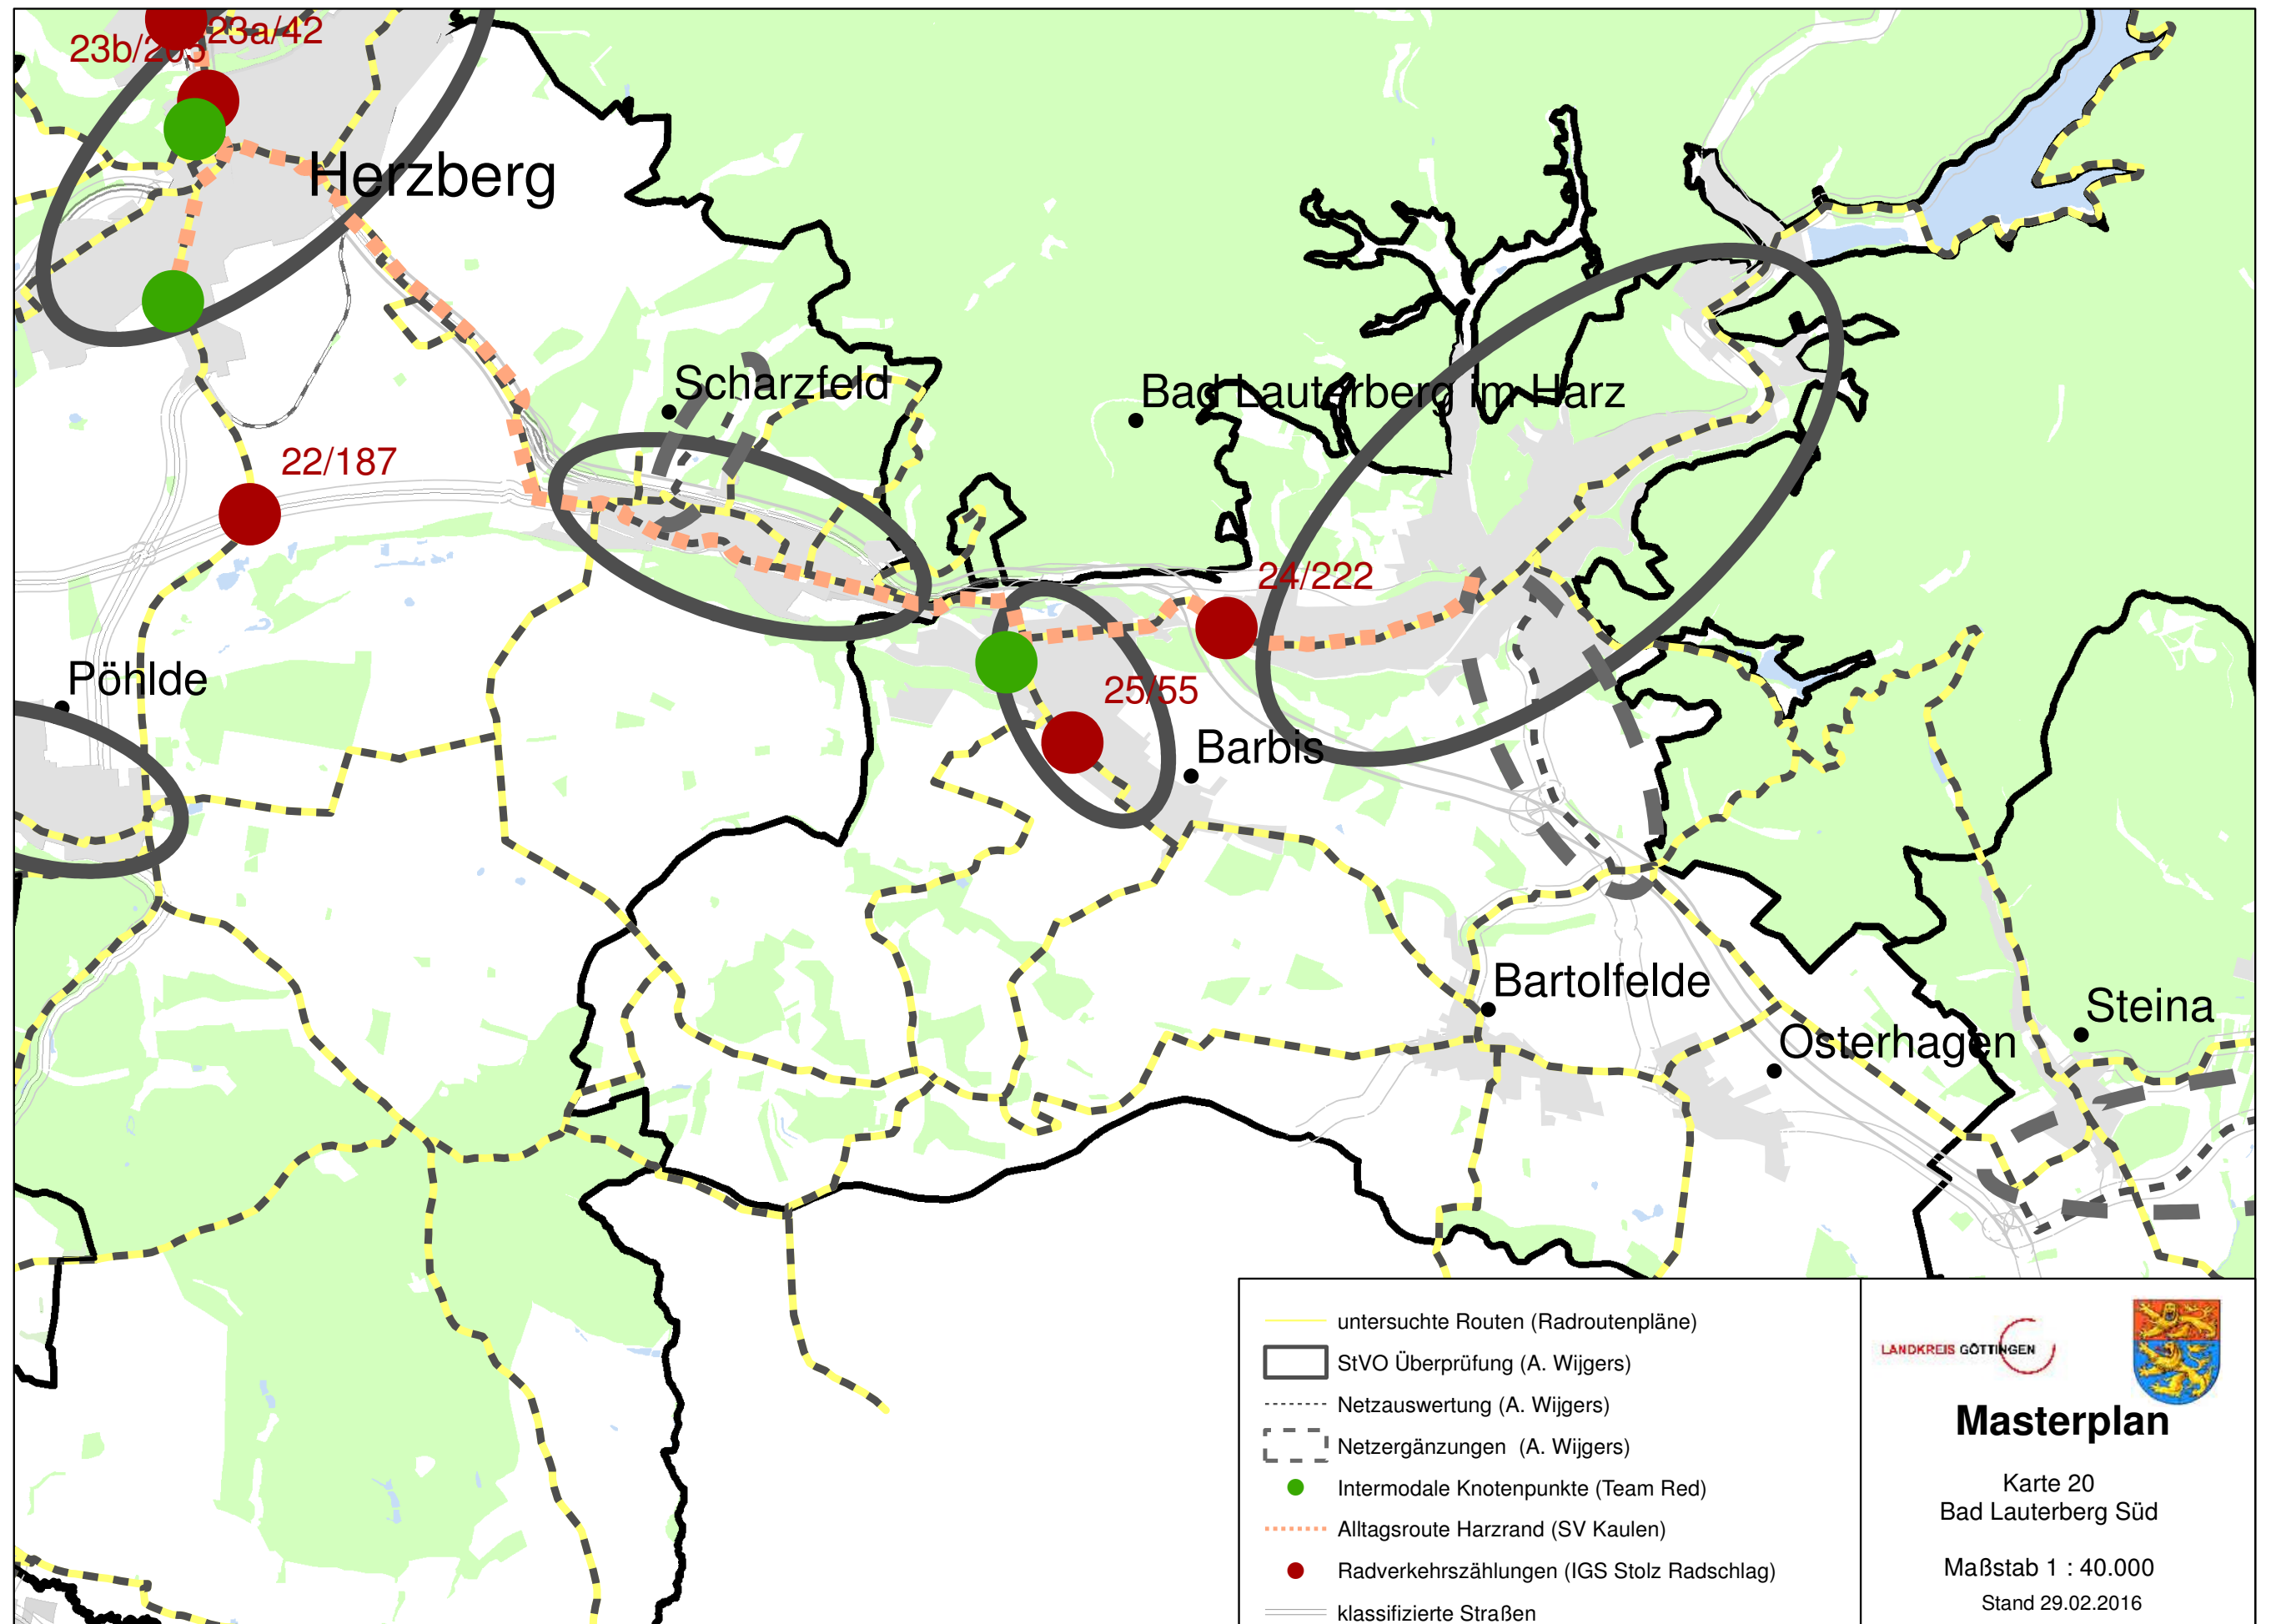 23a/42
23b/203
Herzberg
Scharzfeld
Bad Lauterberg im Harz
22/187
24/222
Pöhlde
25/55
Barbis
Bartolfelde
Steina
Osterhagen
untersuchte Routen (Radroutenpläne)
StVO Überprüfung (A. Wijgers)
Netzauswertung (A. Wijgers)
Netzergänzungen (A. Wijgers)
Intermodale Knotenpunkte (Team Red)
Alltagsroute Harzrand (SV Kaulen)
Radverkehrszählungen (IGS Stolz Radschlag)
klassifizierte Straßen
LANDKREIS GÖTTINGEN
Masterplan
Karte 20
Bad Lauterberg Süd
Maßstab 1 : 40.000
Stand 29.02.2016